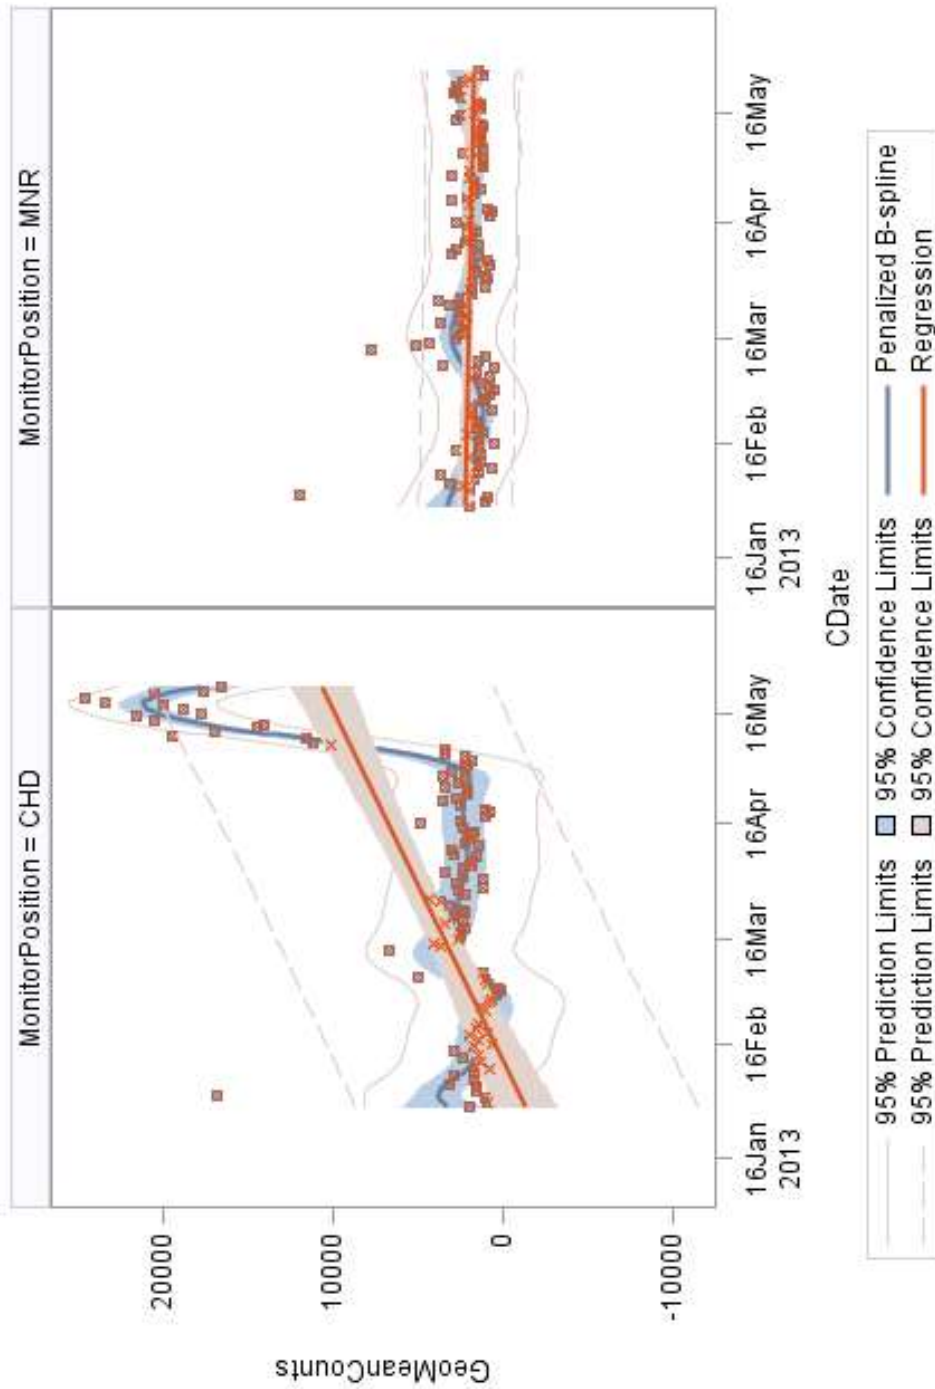 MonitorPosition = CHD
MonitorPosition = MNR
GeoMeanCounts
20000
10000
0
-10000
16Jan
2013
16Feb
16Mar
16Apr
16May
16Jan
2013
16Feb
16Mar
16Apr
16May
CDate
95% Prediction Limits
95% Confidence Limits
Penalized B-spline
95% Prediction Limits
95% Confidence Limits
Regression